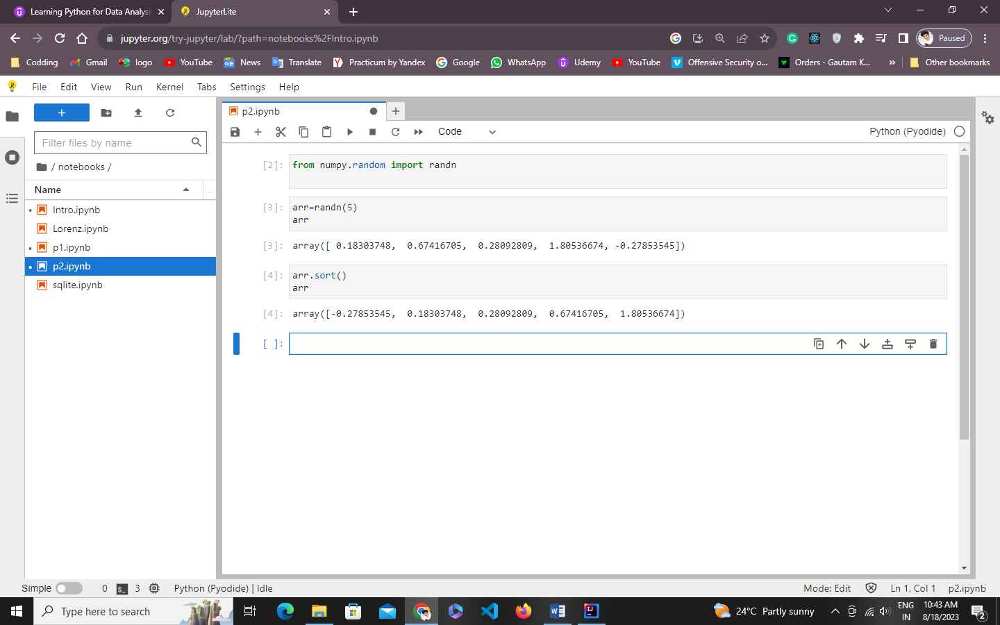 Learning Python for Data Analysis
JupyterLite
jupyter.org/try-jupyter/lab/?path=notebooks%2FIntro.ipynb
Paused
Codding
Gmail
logo
YouTube
News
Translate
Practicum by Yandex
Google
WhatsApp
Udemy
YouTube
Offensive Security o...
Orders - Gautam K...
»
Other bookmarks
File Edit View Run Kernel Tabs Settings Help
p2.ipynb
Filter files by name
/ notebooks /
Name
...
Intro.ipynb
Lorenz.ipynb
p1.ipynb
p2.ipynb
sqlite.ipynb
Code
Python (Pyodide)
[2]: from numpy.random import randn
[3]: arr=randn(5)
arr
[3]: array([ 0.18303748,  0.67416705,  0.28092809,  1.80536674, -0.27853545])
[4]: arr.sort()
arr
[4]: array([-0.27853545,  0.18303748,  0.28092809,  0.67416705,  1.80536674])
[ ]:
Simple 0 $_ 3 Python (Pyodide) | Idle
Mode: Edit Ln 1, Col 1 p2.ipynb
Type here to search
24°C Partly sunny
ENG
IN
10:43 AM
8/18/2023
2